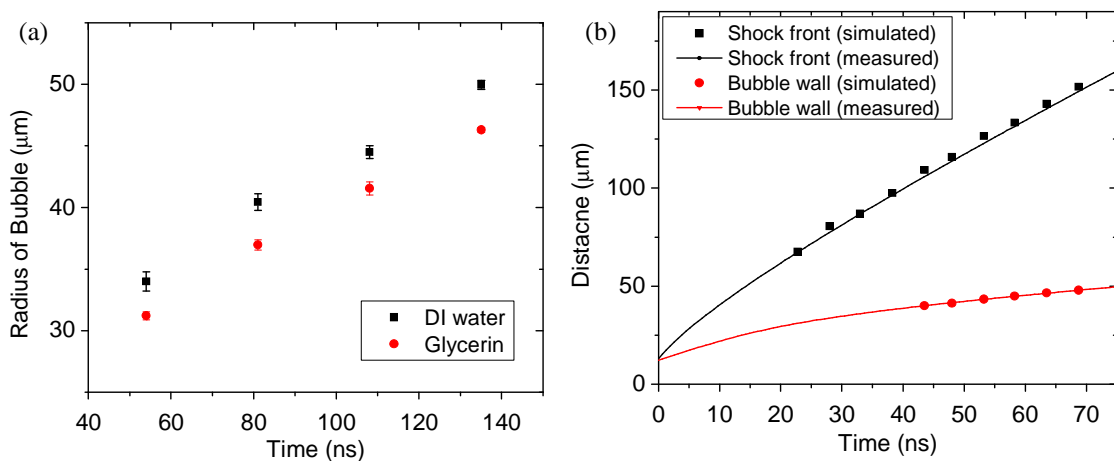 (a)
50
40
30
Radius of Bubble (μm)
40
60
80
100
120
140
Time (ns)
DI water
Glycerin
(b)
Shock front (simulated)
Shock front (measured)
Bubble wall (simulated)
Bubble wall (measured)
150
100
50
0
Distacne (μm)
0
10
20
30
40
50
60
70
Time (ns)